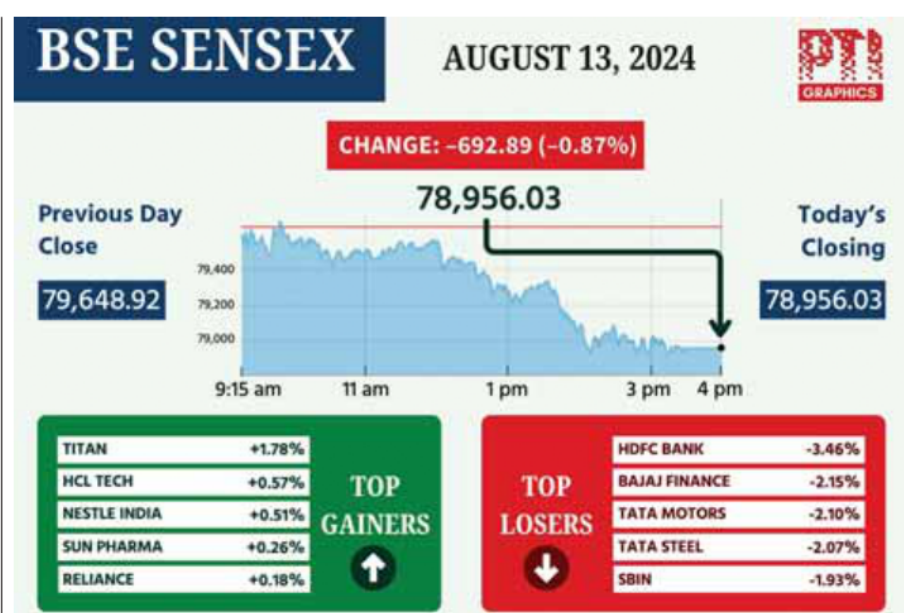 BSE SENSEX
AUGUST 13, 2024
PTI
GRAPHICS
CHANGE: –692.89 (–0.87%)
78,956.03
Previous Day
Close
79,648.92
Today's
Closing
78,956.03
79,400
79,200
79,000
9:15 am 11 am 1 pm 3 pm 4 pm
TITAN +1.78%
HCL TECH +0.57%
NESTLE INDIA +0.51%
SUN PHARMA +0.26%
RELIANCE +0.18%
TOP
GAINERS
TOP
LOSERS
HDFC BANK -3.46%
BAJAJ FINANCE -2.15%
TATA MOTORS -2.10%
TATA STEEL -2.07%
SBIN -1.93%